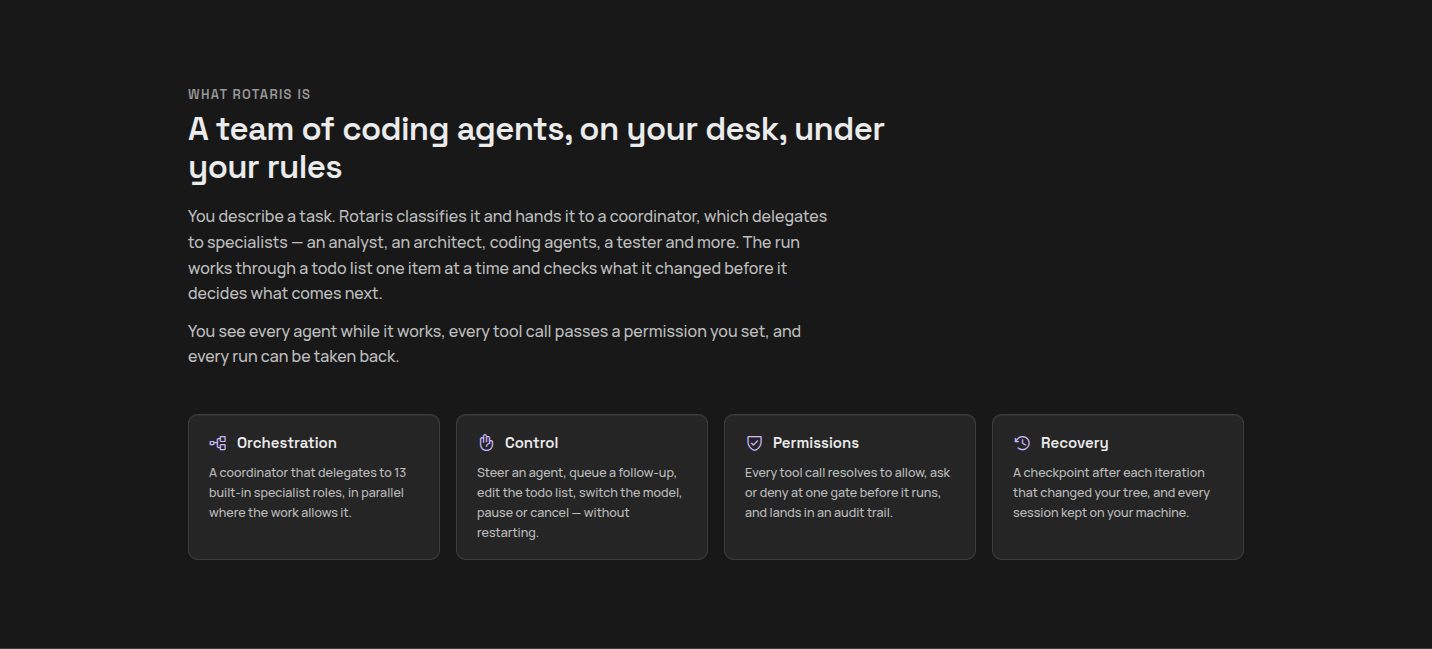 WHAT ROTARIS IS
A team of coding agents, on your desk, under
your rules
You describe a task. Rotaris classifies it and hands it to a coordinator, which delegates
to specialists — an analyst, an architect, coding agents, a tester and more. The run
works through a todo list one item at a time and checks what it changed before it
decides what comes next.
You see every agent while it works, every tool call passes a permission you set, and
every run can be taken back.
Orchestration
A coordinator that delegates to 13
built-in specialist roles, in parallel
where the work allows it.
Control
Steer an agent, queue a follow-up,
edit the todo list, switch the model,
pause or cancel — without
restarting.
Permissions
Every tool call resolves to allow, ask
or deny at one gate before it runs,
and lands in an audit trail.
Recovery
A checkpoint after each iteration
that changed your tree, and every
session kept on your machine.